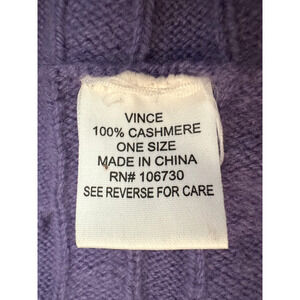 VINCE
100% CASHMERE
ONE SIZE
MADE IN CHINA
RN# 106730
SEE REVERSE FOR CARE